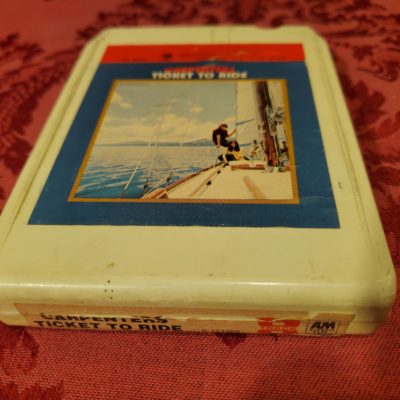 CARPENTERS
TICKET TO RIDE
CARPENTERS
TICKET TO RIDE
A&M